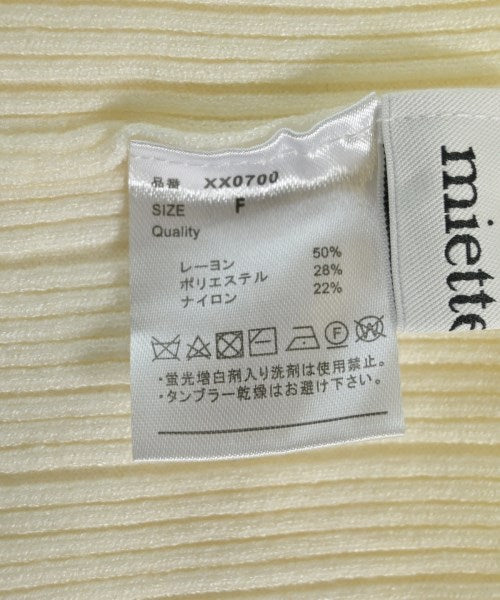 品番 XX0700
SIZE F
Quality
レーヨン 50%
ポリエステル 28%
ナイロン 22%
・蛍光増白剤入り洗剤は使用禁止。
・タンブラー乾燥はお避け下さい。
miette